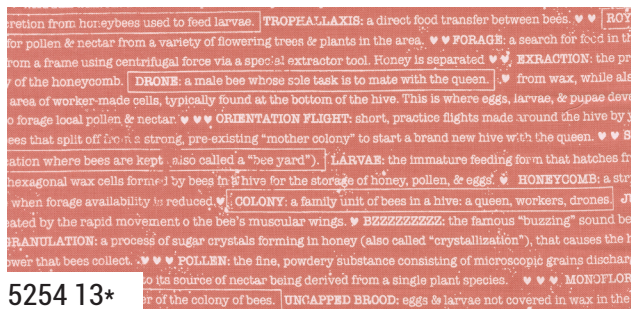 cretion from honeybees used to feed larvae. TROPHALLAXIS: a direct food transfer between bees. ♥ ♥ ROY
for pollen & nectar from a variety of flowering trees & plants in the area. ♥ ♥ FORAGE: a search for food in th
rom a frame using centrifugal force via a special extractor tool. Honey is separated ♥ ♥ EXRACTION: the pr
y of the honeycomb. DRONE: a male bee whose sole task is to mate with the queen. ♥ from wax, while als
area of worker-made cells, typically found at the bottom of the hive. This is where eggs, larvae, & pupae deve
o forage local pollen & nectar. ♥ ♥ ♥ ORIENTATION FLIGHT: short, practice flights made around the hive by y
ees that split off from a strong, pre-existing "mother colony" to start a brand new hive with the queen. ♥ ♥ S
cation where bees are kept also called a "bee yard"). LARVAE: the immature feeding form that hatches fr
hexagonal wax cells formed by bees in a hive for the storage of honey, pollen, & eggs. ♥ HONEYCOMB: a str
when forage availability is reduced. ♥ COLONY: a family unit of bees in a hive: a queen, workers, drones. JU
eated by the rapid movement o the bee's muscular wings. ♥ BZZZZZZZZZ: the famous "buzzing" sound be
GRANULATION: a process of sugar crystals forming in honey (also called "crystallization"), that causes the h
ower that bees collect. ♥ ♥ ♥ POLLEN: the fine, powdery substance consisting of microscopic grains dischar
to its source of nectar being derived from a single plant species. ♥ ♥ ♥ MONOFLOR
er of the colony of bees. UNCAPPED BROOD: eggs & larvae not covered in wax in the
5254 13*